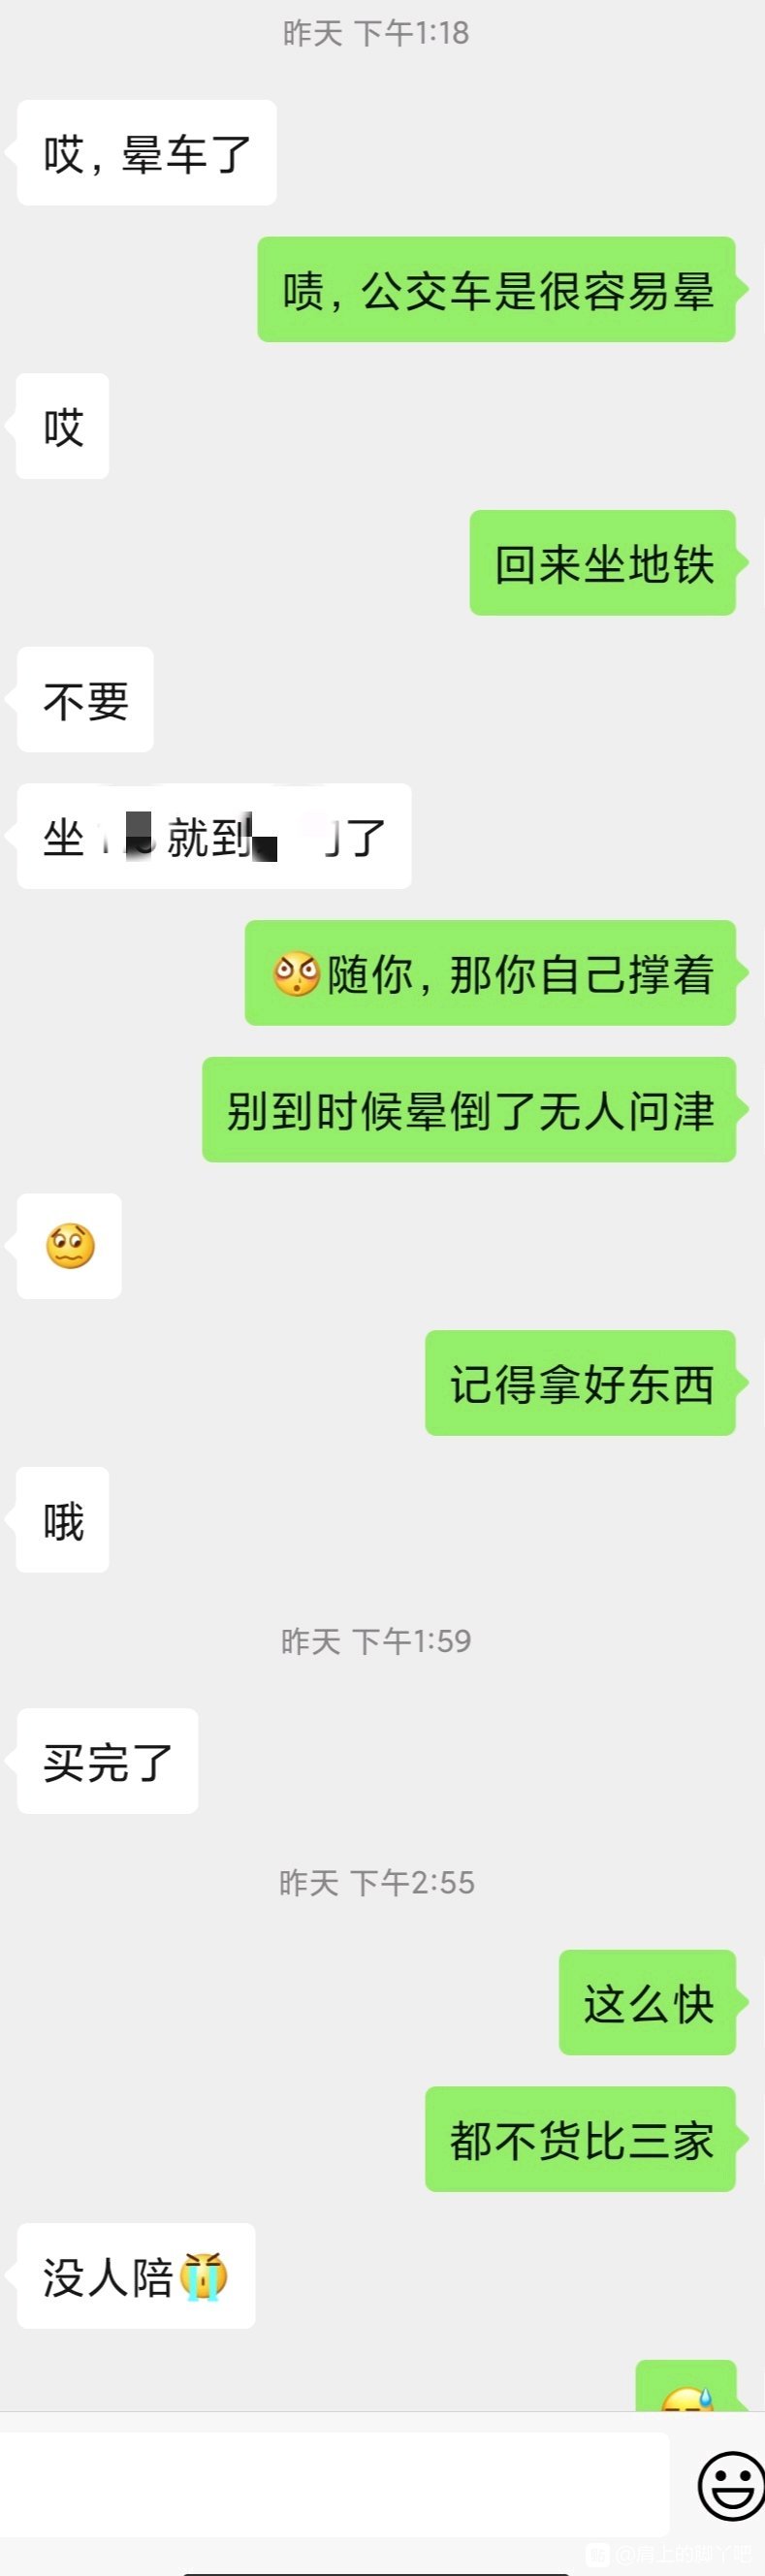 昨天 下午1:18
哎，晕车了
啧，公交车是很容易晕
哎
回来坐地铁
不要
坐 就到 了
😳随你，那你自己撑着
别到时候晕倒了无人问津
🥴
记得拿好东西
哦
昨天 下午1:59
买完了
昨天 下午2:55
这么快
都不货比三家
没人陪😭